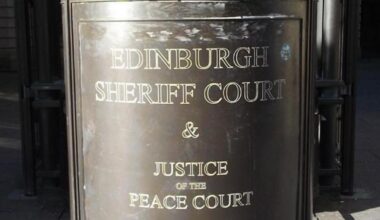 EDINBURGH
SHERIFF COURT
&
JUSTICE
OF THE
PEACE COURT